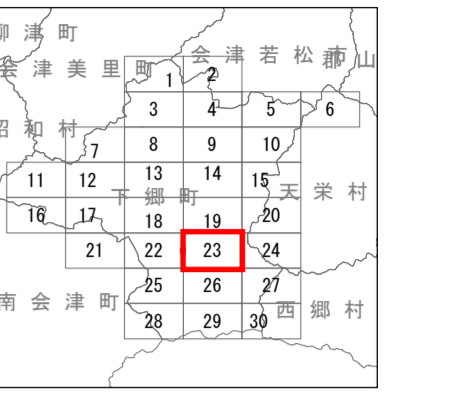 柳津町
会津若松市
郡山
会津美里町
1 2
3 4 5 6
昭和村
7 8 9 10
11 12 13 14 15
下郷町
天栄村
16 17 18 19 20
21 22 23 24
25 26 27
南会津町
西郷村
28 29 30